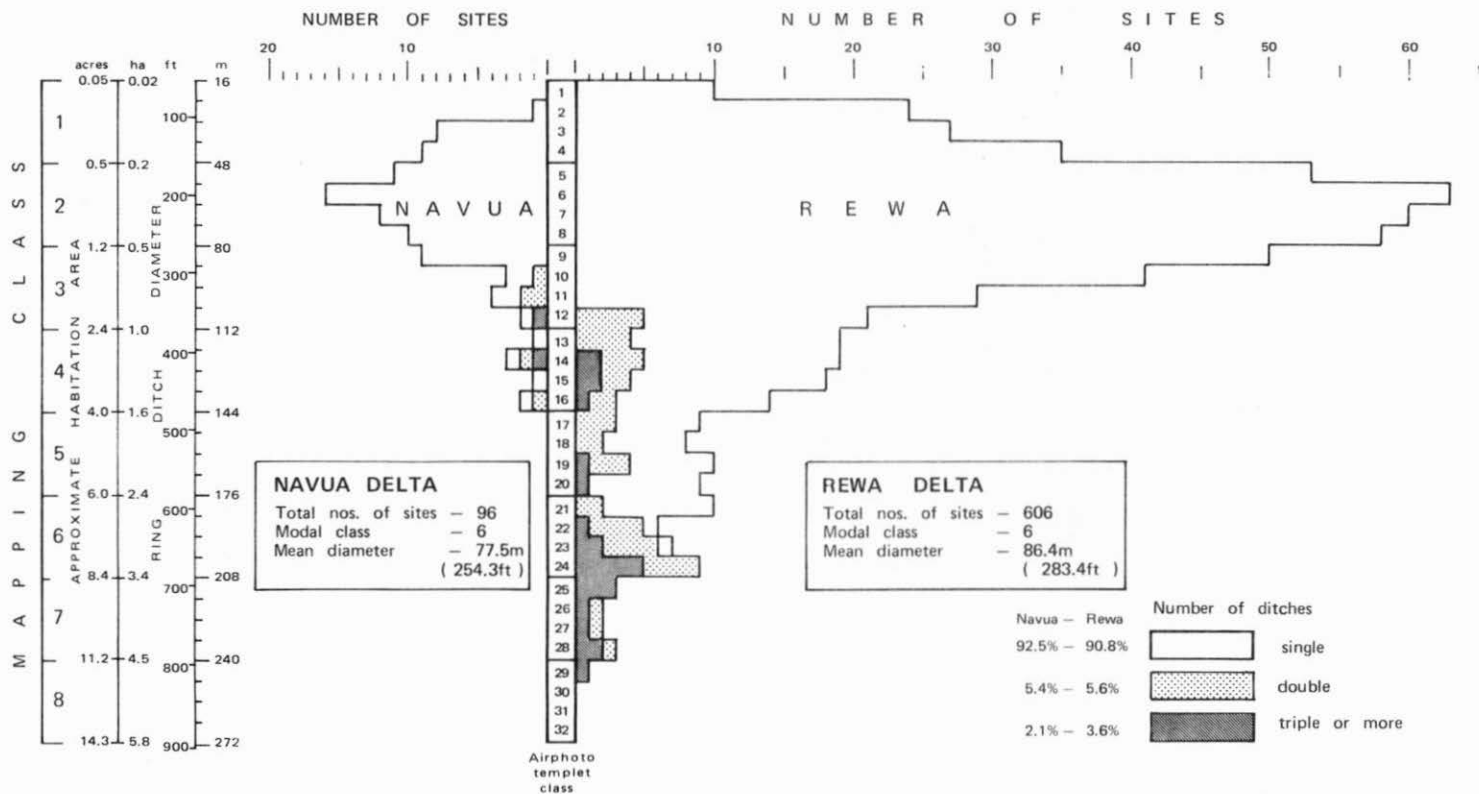 NUMBER OF SITES
NUMBER OF SITES
20 10
10 20 30 40 50 60
acres ha ft m
0.05 0.02 16
100
0.5 0.2 48
200
1.2 0.5 80
300
2.4 1.0 112
400
4.0 1.6 144
500
6.0 2.4 176
600
8.4 3.4 208
700
11.2 4.5 240
800
14.3 5.8 900 272
MAPPING CLASS
1
2
3
4
5
6
7
8
APPROXIMATE HABITATION AREA
RING DITCH DIAMETER
1
2
3
4
5
6
7
8
9
10
11
12
13
14
15
16
17
18
19
20
21
22
23
24
25
26
27
28
29
30
31
32
Airphoto
templet
class
NAVUA
REWA
NAVUA DELTA
Total nos. of sites – 96
Modal class – 6
Mean diameter – 77.5m
( 254.3ft )
REWA DELTA
Total nos. of sites – 606
Modal class – 6
Mean diameter – 86.4m
( 283.4ft )
Navua – Rewa Number of ditches
92.5% – 90.8% single
5.4% – 5.6% double
2.1% – 3.6% triple or more